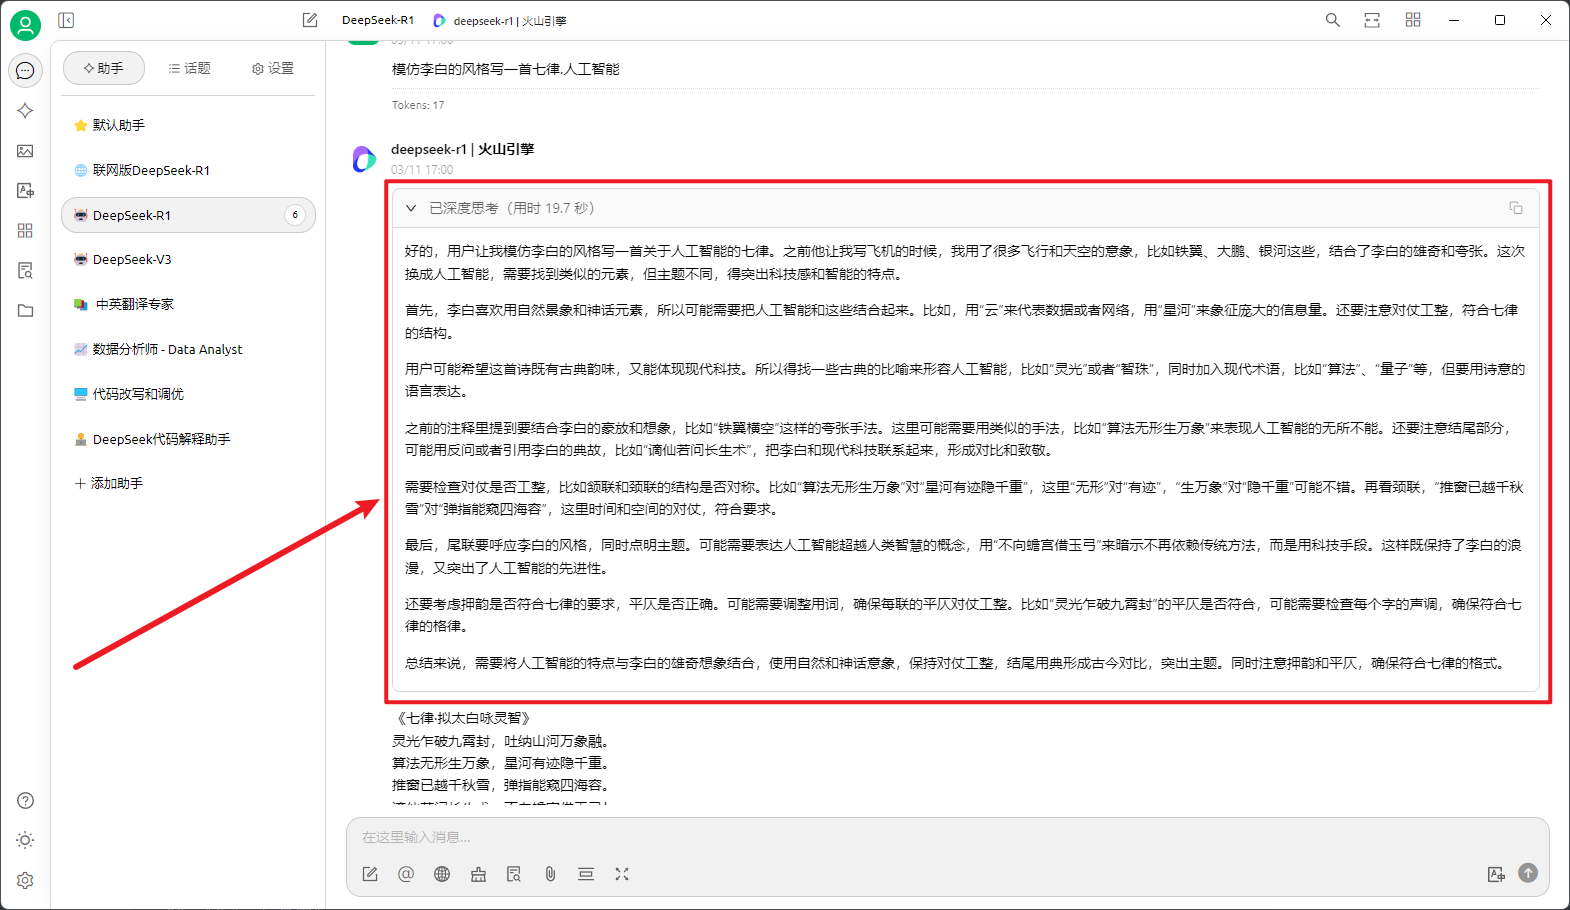 DeepSeek-R1
deepseek-r1 | 火山引擎
助手
话题
设置
默认助手
联网版DeepSeek-R1
DeepSeek-R1
6
DeepSeek-V3
中英翻译专家
数据分析师 - Data Analyst
代码改写和调优
DeepSeek代码解释助手
添加助手
03/11 17:00
模仿李白的风格写一首七律.人工智能
Tokens: 17
deepseek-r1 | 火山引擎
03/11 17:00
已深度思考（用时 19.7 秒）
好的，用户让我模仿李白的风格写一首关于人工智能的七律。之前他让我写飞机的时候，我用了很多飞行和天空的意象，比如铁翼、大鹏、银河这些，结合了李白的雄奇和夸张。这次
换成人工智能，需要找到类似的元素，但主题不同，得突出科技感和智能的特点。
首先，李白喜欢用自然景象和神话元素，所以可能需要把人工智能和这些结合起来。比如，用“云”来代表数据或者网络，用“星河”来象征庞大的信息量。还要注意对仗工整，符合七律
的结构。
用户可能希望这首诗既有古典韵味，又能体现现代科技。所以得找一些古典的比喻来形容人工智能，比如“灵光”或者“智珠”，同时加入现代术语，比如“算法”、“量子”等，但要用诗意的
语言表达。
之前的注释里提到要结合李白的豪放和想象，比如“铁翼横空”这样的夸张手法。这里可能需要用类似的手法，比如“算法无形生万象”来表现人工智能的无所不能。还要注意结尾部分，
可能用反问或者引用李白的典故，比如“谪仙若问长生术”，把李白和现代科技联系起来，形成对比和致敬。
需要检查对仗是否工整，比如颔联和颈联的结构是否对称。比如“算法无形生万象”对“星河有迹隐千重”，这里“无形”对“有迹”，“生万象”对“隐千重”可能不错。再看颈联，“推窗已越千秋
雪”对“弹指能窥四海容”，这里时间和空间的对仗，符合要求。
最后，尾联要呼应李白的风格，同时点明主题。可能需要表达人工智能超越人类智慧的概念，用“不向蟾宫借玉弓”来暗示不再依赖传统方法，而是用科技手段。这样既保持了李白的浪
漫，又突出了人工智能的先进性。
还要考虑押韵是否符合七律的要求，平仄是否正确。可能需要调整用词，确保每联的平仄对仗工整。比如“灵光乍破九霄封”的平仄是否符合，可能需要检查每个字的声调，确保符合七
律的格律。
总结来说，需要将人工智能的特点与李白的雄奇想象结合，使用自然和神话意象，保持对仗工整，结尾用典形成古今对比，突出主题。同时注意押韵和平仄，确保符合七律的格式。
《七律·拟太白咏灵智》
灵光乍破九霄封，吐纳山河万象融。
算法无形生万象，星河有迹隐千重。
推窗已越千秋雪，弹指能窥四海容。
在这里输入消息...